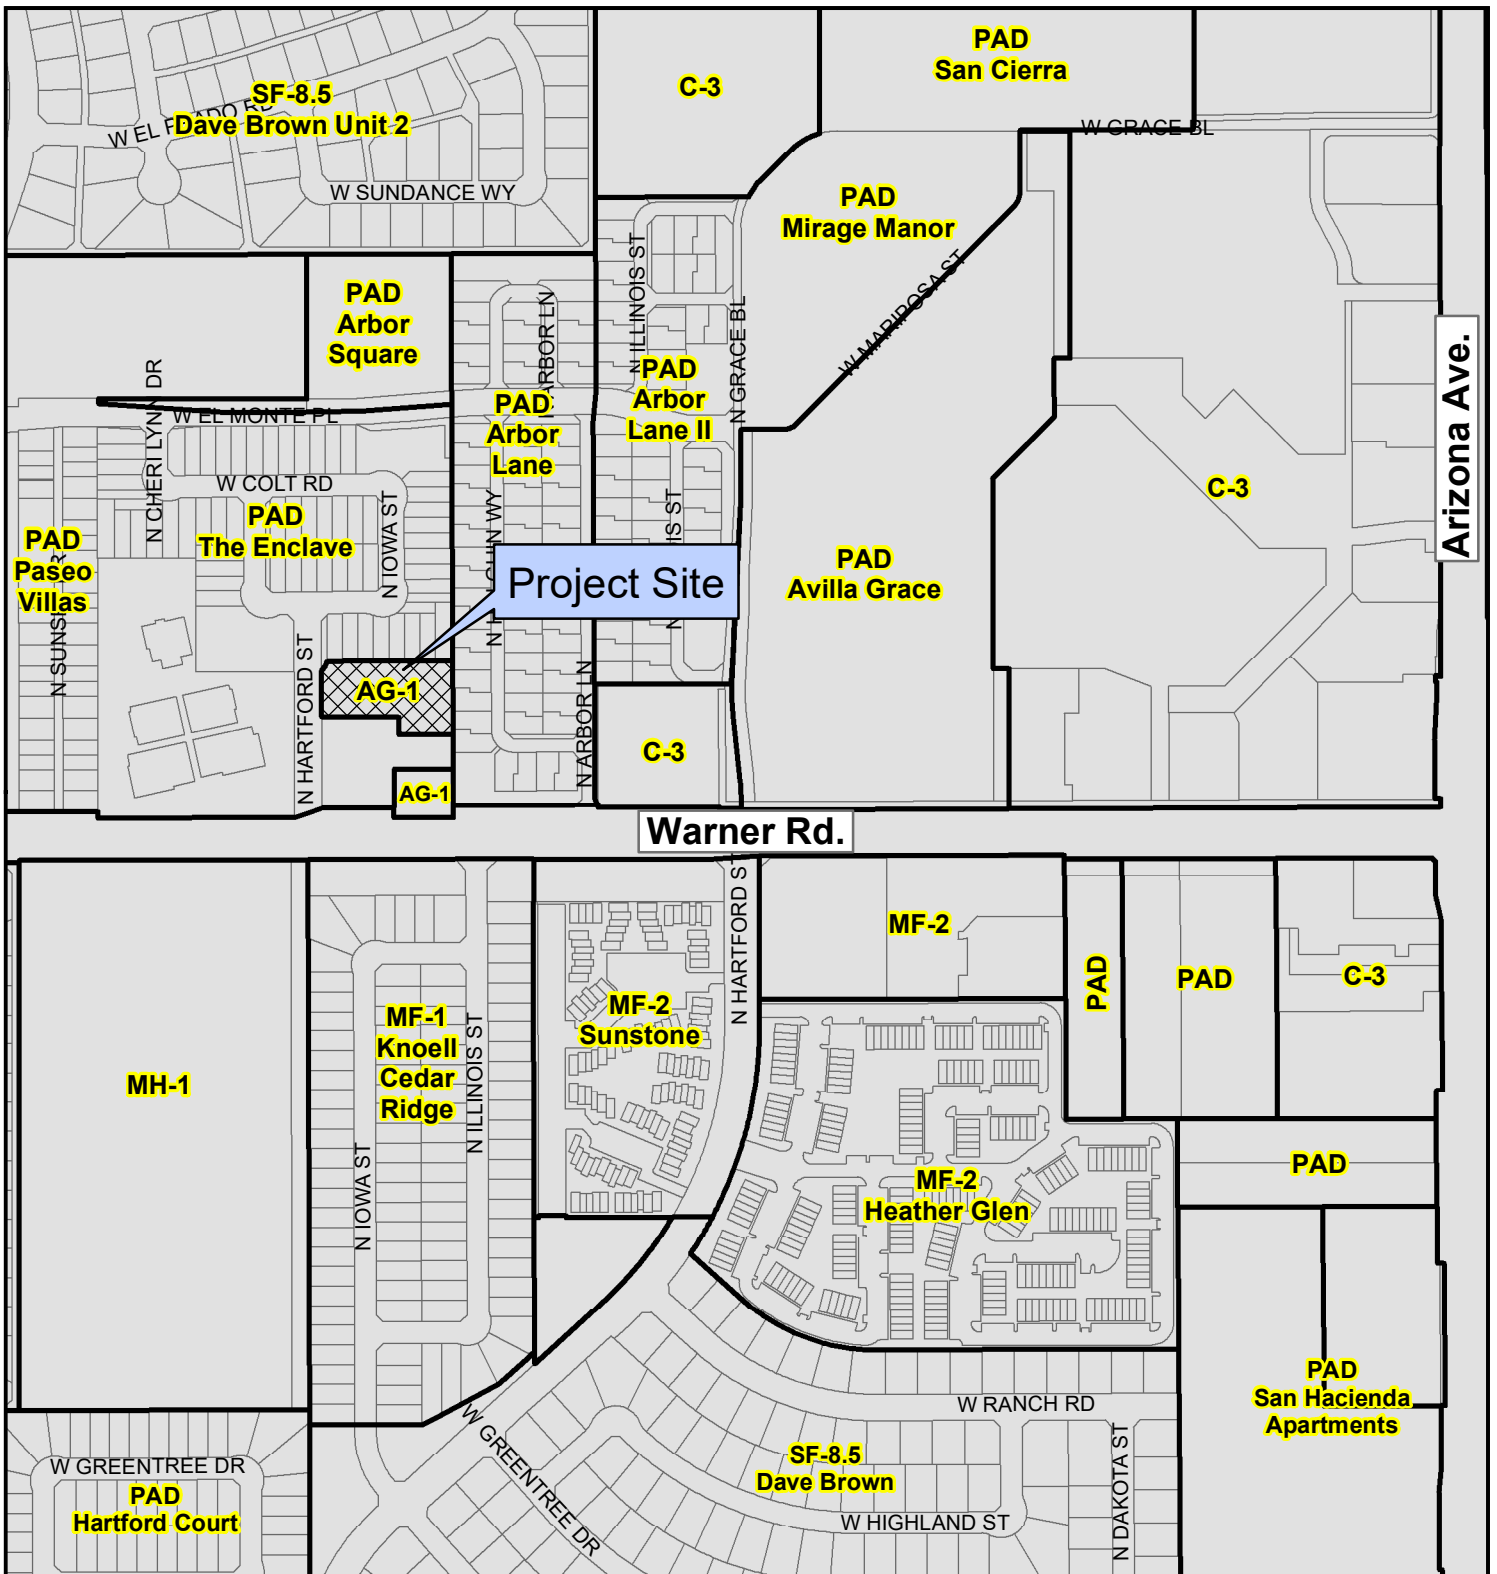 PAD
San Cierra
C-3
SF-8.5
Dave Brown Unit 2
W GRACE BL
W SUNDANCE WY
PAD
Mirage Manor
N ILLINOIS ST
W MARIPOSA ST
PAD
Arbor
Square
N GRACE BL
PAD
Arbor
Lane II
PAD
Arbor
Lane
Arizona Ave.
N CHERI LYNN DR
W EL MONTE PL
W COLT RD
C-3
PAD
The Enclave
N IOWA ST
PAD
Paseo
Villas
Project Site
PAD
Avilla Grace
N HARTFORD ST
AG-1
N ARBOR LN
C-3
AG-1
Warner Rd.
N HARTFORD ST
MF-2
PAD
PAD
C-3
MF-2
Sunstone
MF-1
Knoell
Cedar
Ridge
N ILLINOIS ST
MH-1
PAD
MF-2
Heather Glen
N IOWA ST
PAD
San Hacienda
Apartments
W RANCH RD
W GREENTREE DR
SF-8.5
Dave Brown
N DAKOTA ST
W GREENTREE DR
PAD
Hartford Court
W HIGHLAND ST